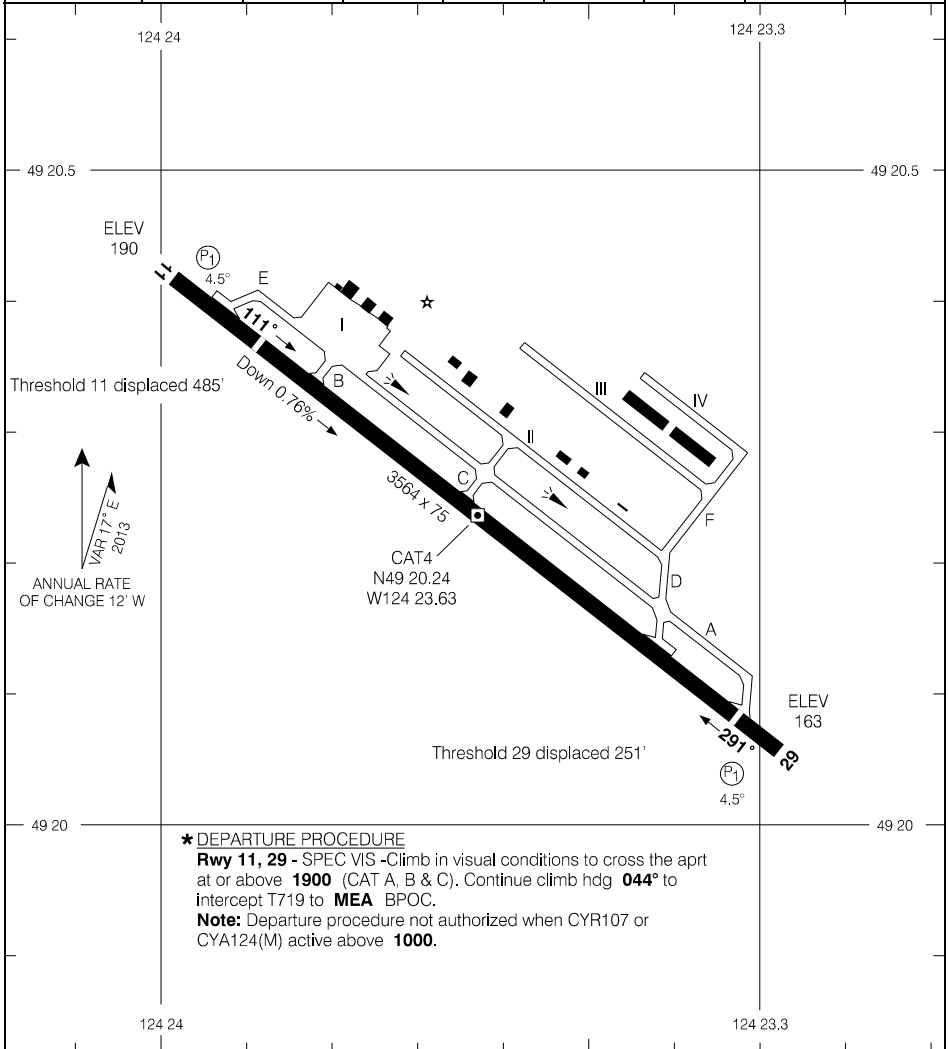 124 24
124 23.3
49 20.5
49 20.5
ELEV
190
P1
4.5°
E
11
111°
I
B
Down 0.76%
Threshold 11 displaced 485'
III
IV
II
C
3564 x 75
F
VAR 17° E
2013
ANNUAL RATE
OF CHANGE 12' W
CAT4
N49 20.24
W124 23.63
D
A
ELEV
163
291°
29
Threshold 29 displaced 251'
P1
4.5°
49 20
49 20
* DEPARTURE PROCEDURE
Rwy 11, 29 - SPEC VIS -Climb in visual conditions to cross the aprt
at or above 1900 (CAT A, B & C). Continue climb hdg 044° to
intercept T719 to MEA BPOC.
Note: Departure procedure not authorized when CYR107 or
CYA124(M) active above 1000.
124 24
124 23.3